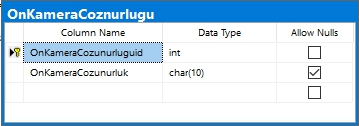 OnKameraCoznurlugu
Column Name Data Type Allow Nulls
OnKameraCozunurluguid int
OnKameraCozunurluk char(10)